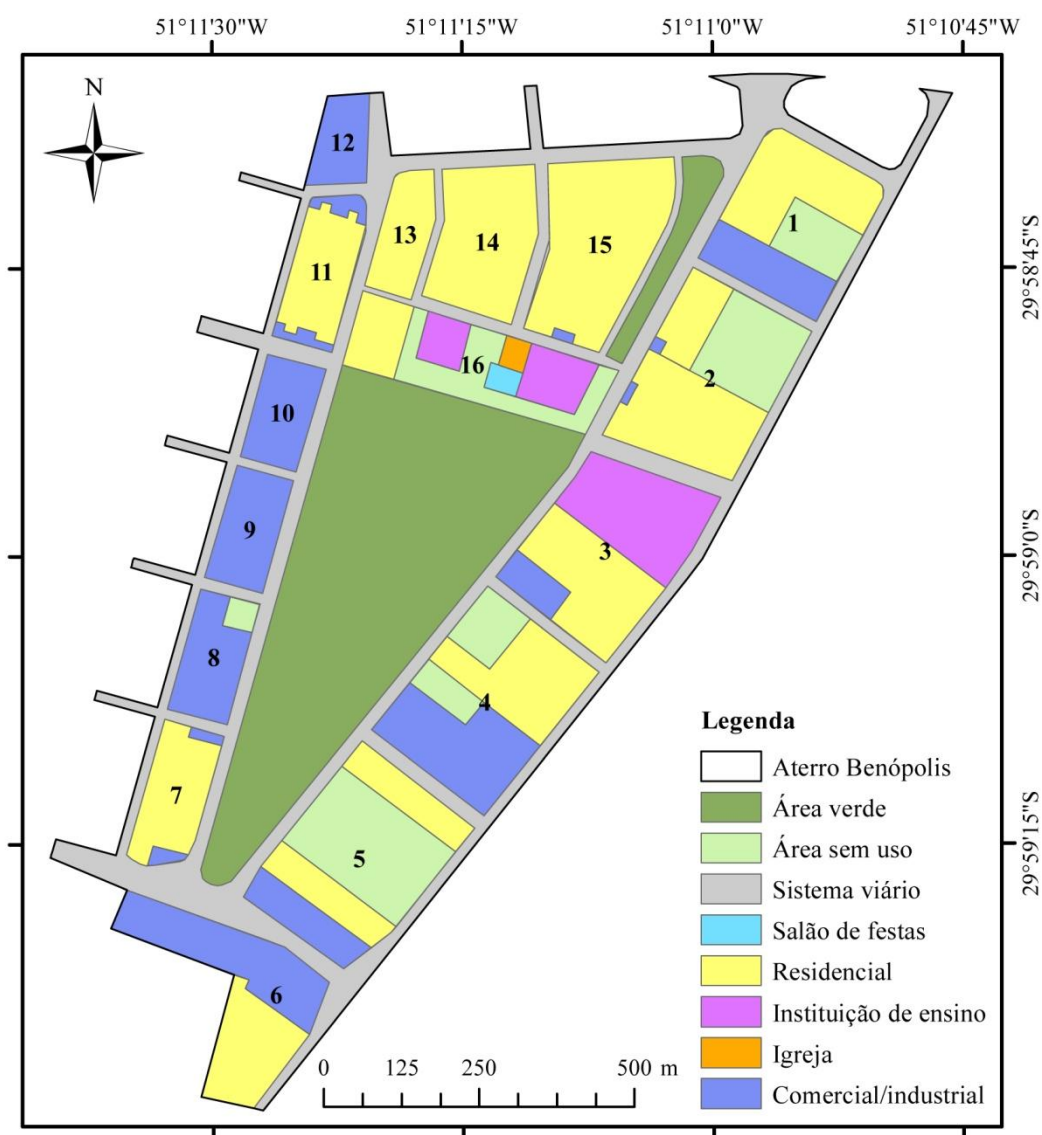 51°11'30"W 51°11'15"W 51°11'0"W 51°10'45"W
N
12
1
13 14 15
11
29°58'45"S
16
2
10
9
3
29°59'0"S
8
4
Legenda
Aterro Benópolis
7
Área verde
29°59'15"S
5
Área sem uso
Sistema viário
Salão de festas
Residencial
6
Instituição de ensino
Igreja
0 125 250 500 m
Comercial/industrial